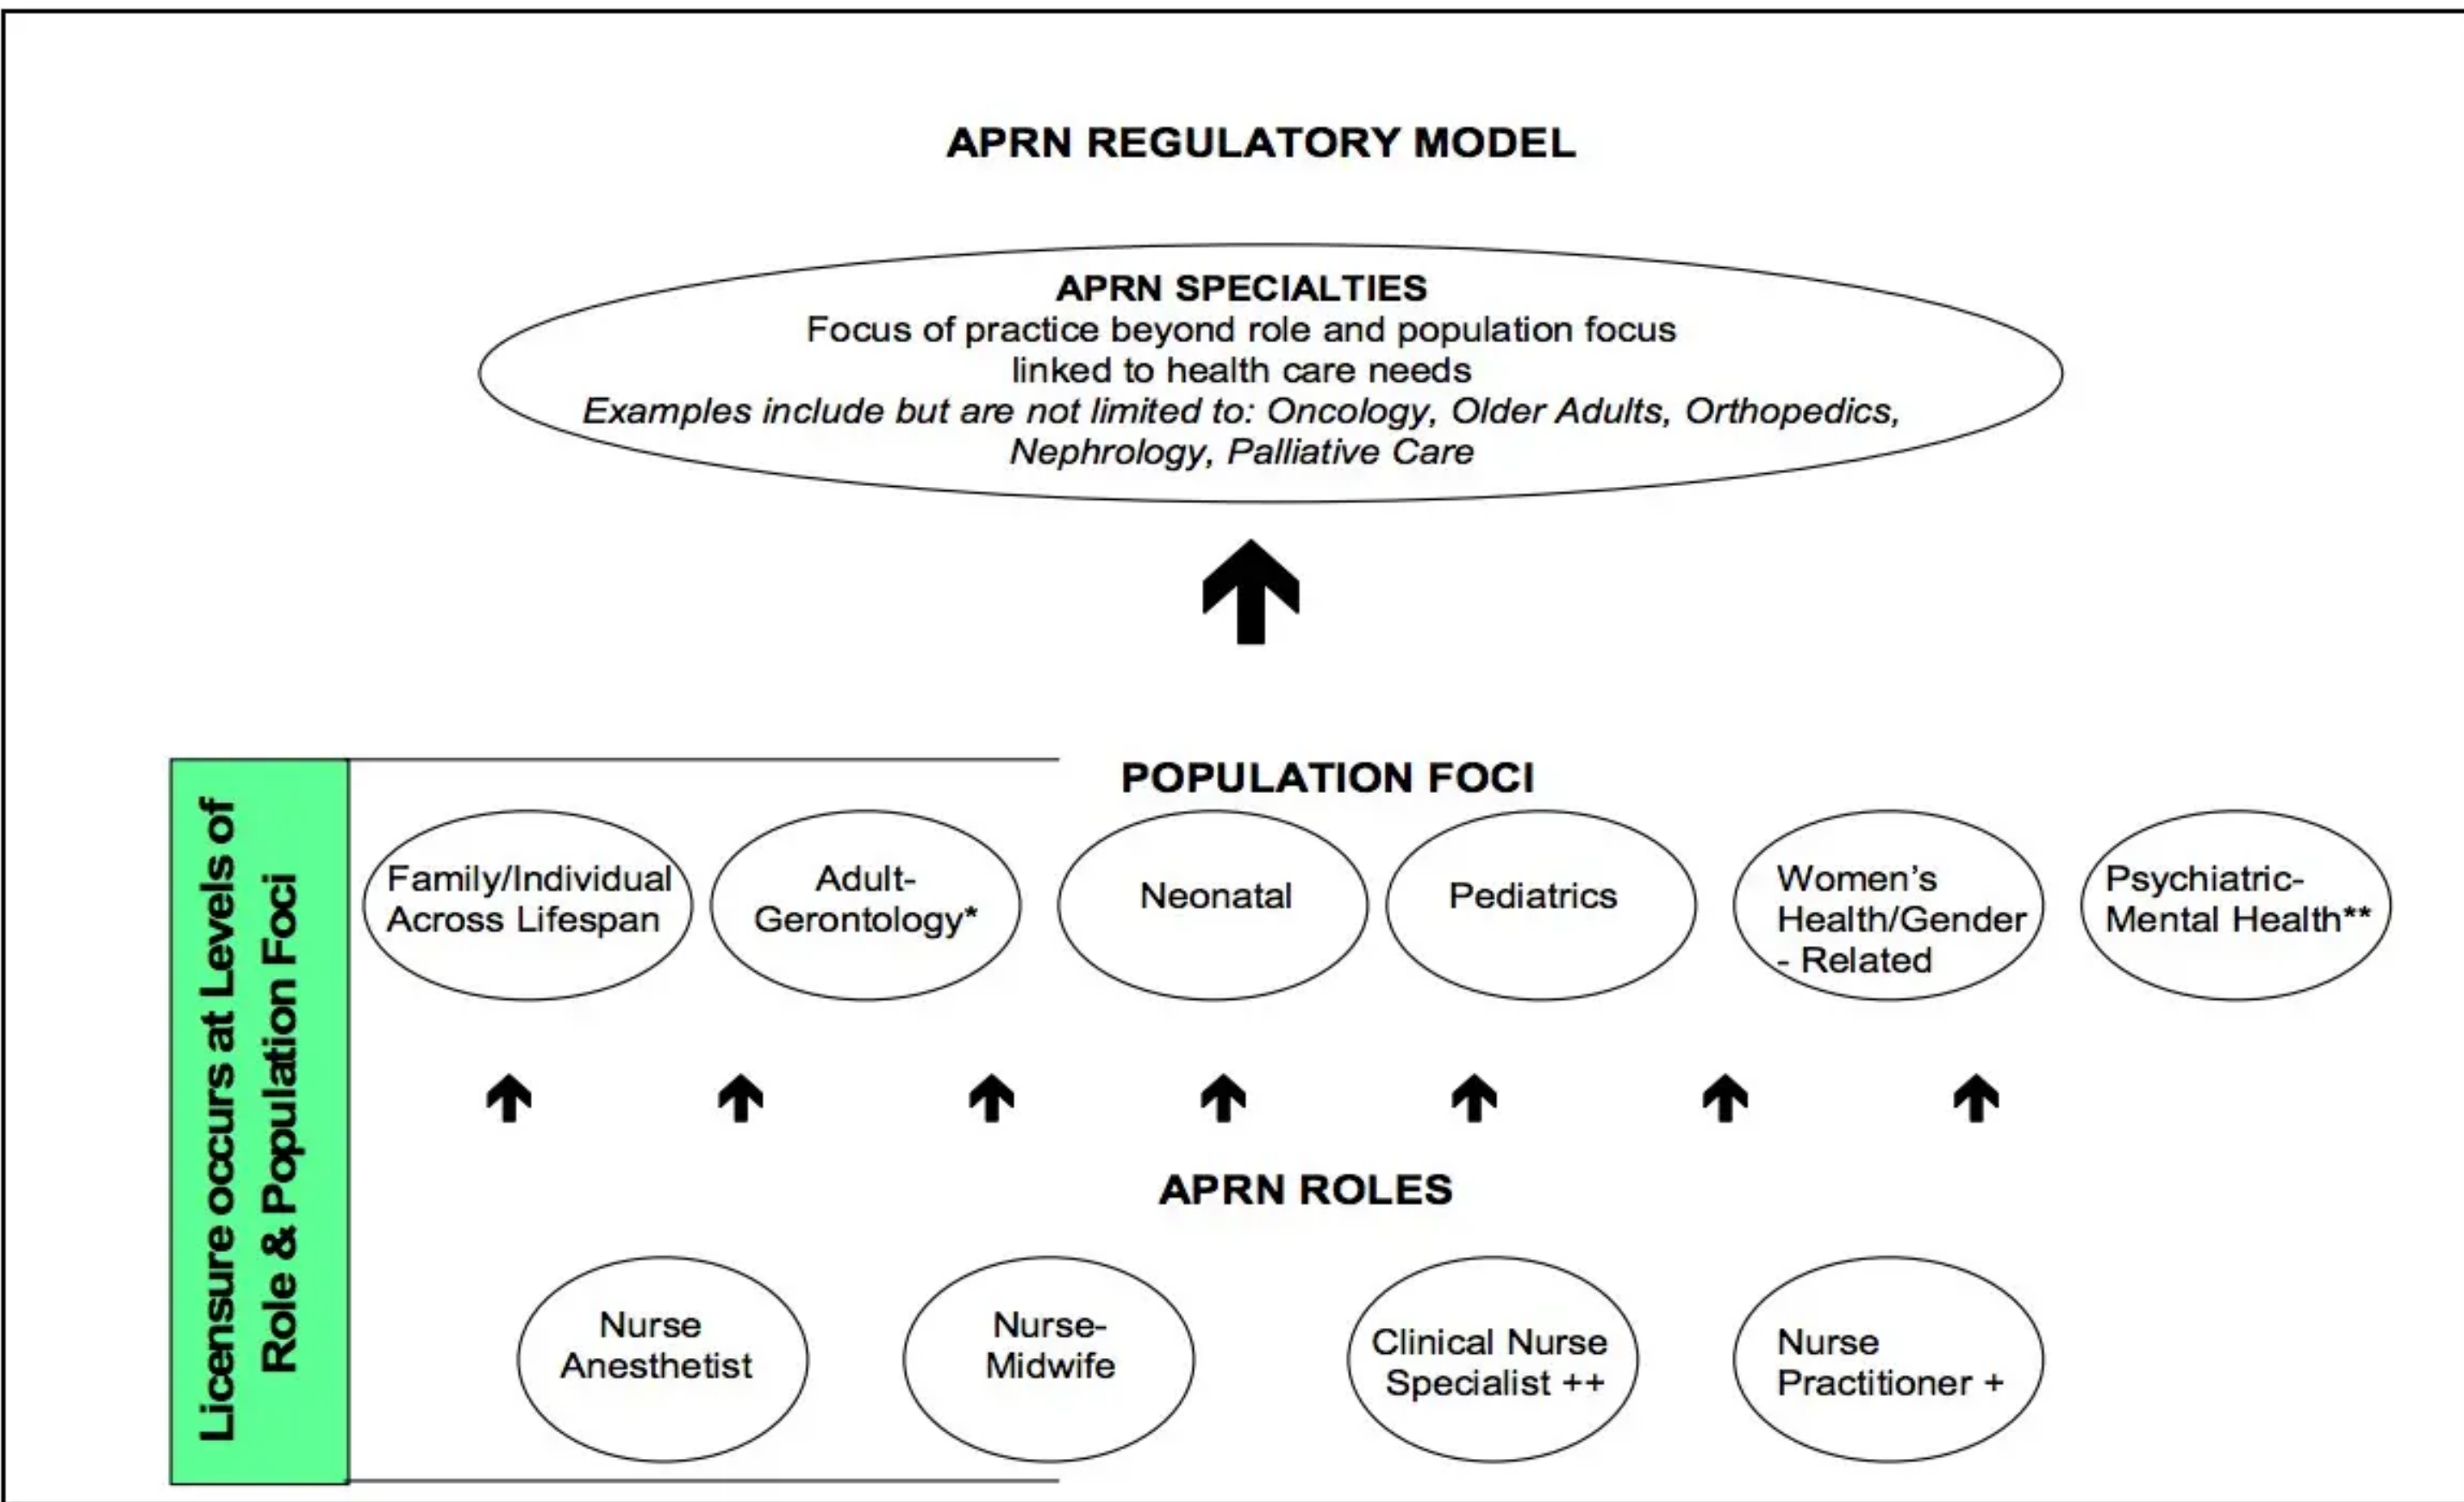 APRN REGULATORY MODEL
APRN SPECIALTIES
Focus of practice beyond role and population focus
linked to health care needs
Examples include but are not limited to: Oncology, Older Adults, Orthopedics,
Nephrology, Palliative Care
Licensure occurs at Levels of
Role & Population Foci
POPULATION FOCI
Family/Individual
Across Lifespan
Adult-
Gerontology*
Neonatal
Pediatrics
Women’s
Health/Gender
- Related
Psychiatric-
Mental Health**
APRN ROLES
Nurse
Anesthetist
Nurse-
Midwife
Clinical Nurse
Specialist ++
Nurse
Practitioner +